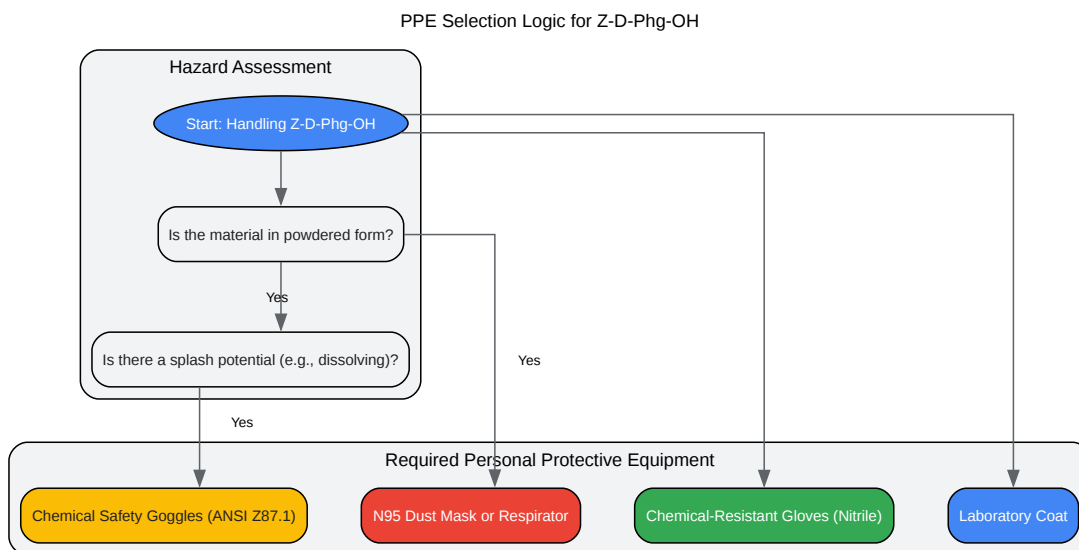 PPE Selection Logic for Z-D-Phg-OH
Hazard Assessment
Start: Handling Z-D-Phg-OH
Is the material in powdered form?
Yes
Is there a splash potential (e.g., dissolving)?
Yes
Yes
Required Personal Protective Equipment
Chemical Safety Goggles (ANSI Z87.1)
N95 Dust Mask or Respirator
Chemical-Resistant Gloves (Nitrile)
Laboratory Coat